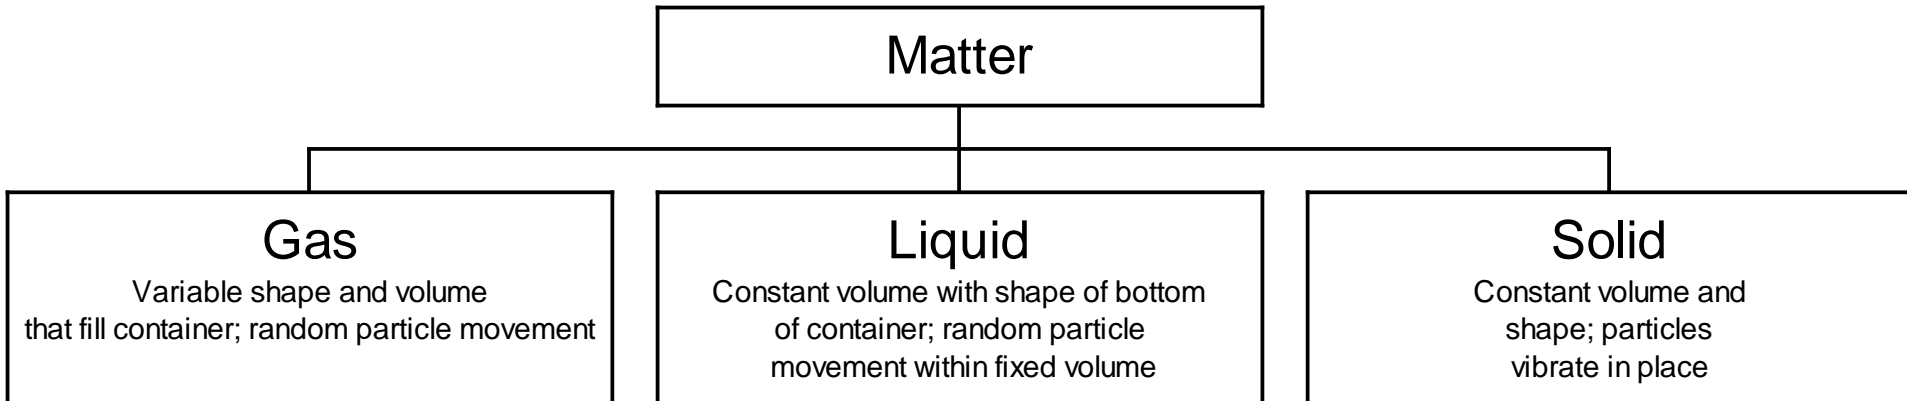 Matter
Gas
Variable shape and volume
that fill container; random particle movement
Liquid
Constant volume with shape of bottom
of container; random particle
movement within fixed volume
Solid
Constant volume and
shape; particles
vibrate in place